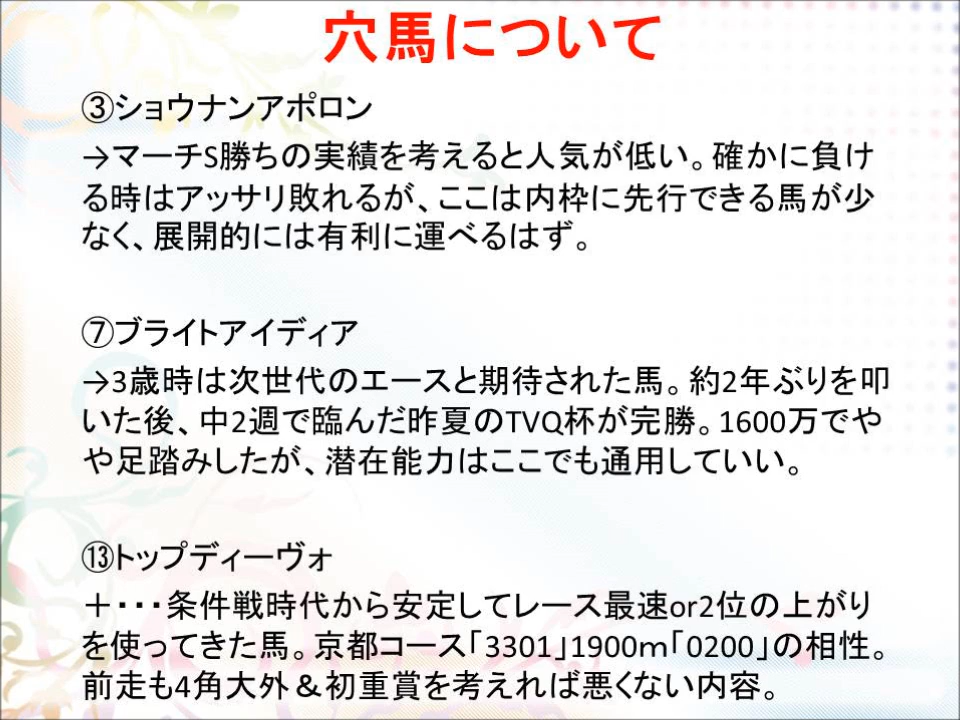 穴馬について
③ショウナンアポロン
→マーチS勝ちの実績を考えると人気が低い。確かに負け
る時はアッサリ敗れるが、ここは内枠に先行できる馬が少
なく、展開的には有利に運べるはず。
⑦ブライトアイディア
→3歳時は次世代のエースと期待された馬。約2年ぶりを叩
いた後、中2週で臨んだ昨夏のTVQ杯が完勝。1600万でや
や足踏みしたが、潜在能力はここでも通用していい。
⑬トップディーヴォ
＋・・・条件戦時代から安定してレース最速or2位の上がり
を使ってきた馬。京都コース「3301」1900ｍ「0200」の相性。
前走も4角大外＆初重賞を考えれば悪くない内容。